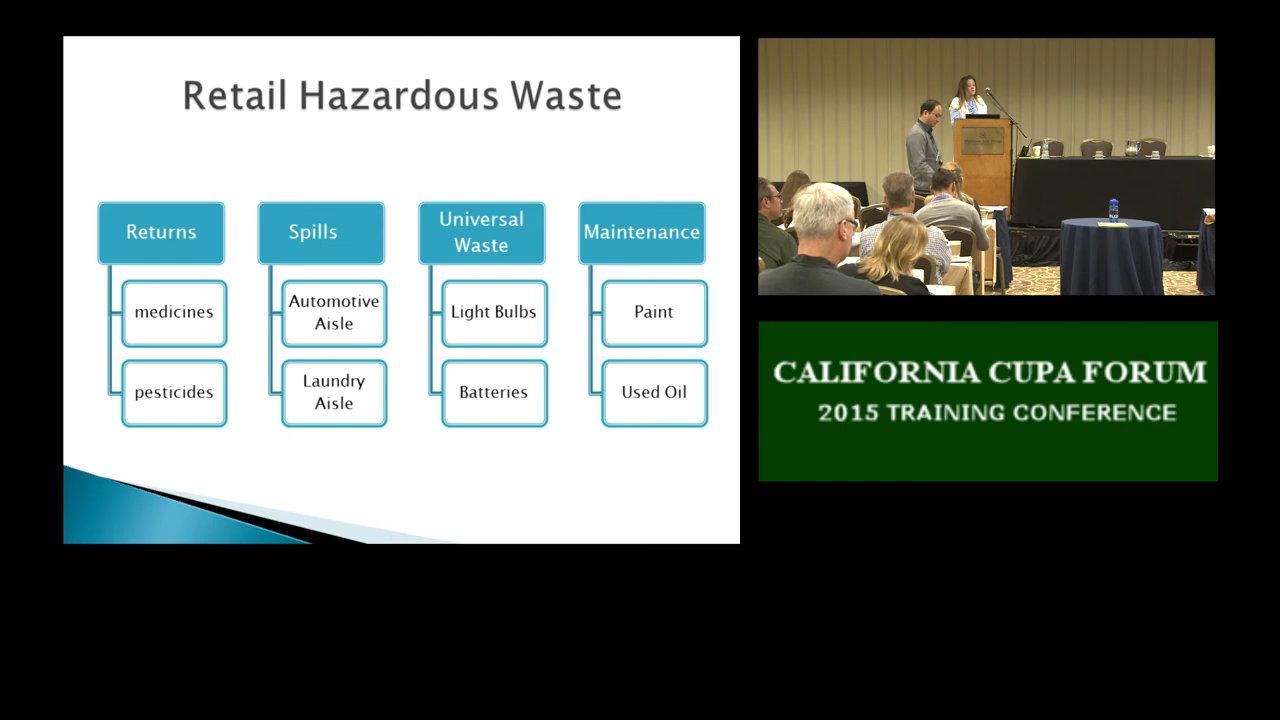 Retail Hazardous Waste
Returns
medicines
pesticides
Spills
Automotive
Aisle
Laundry
Aisle
Universal
Waste
Light Bulbs
Batteries
Maintenance
Paint
Used Oil
CALIFORNIA CUPA FORUM
2015 TRAINING CONFERENCE